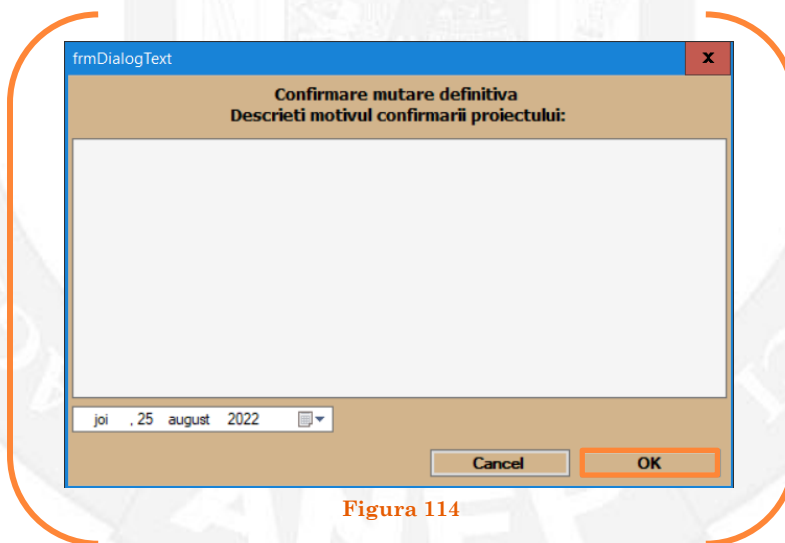 frmDialogText
x
Confirmare mutare definitiva
Descrieti motivul confirmarii proiectului:
joi , 25 august 2022
Cancel OK
Figura 114